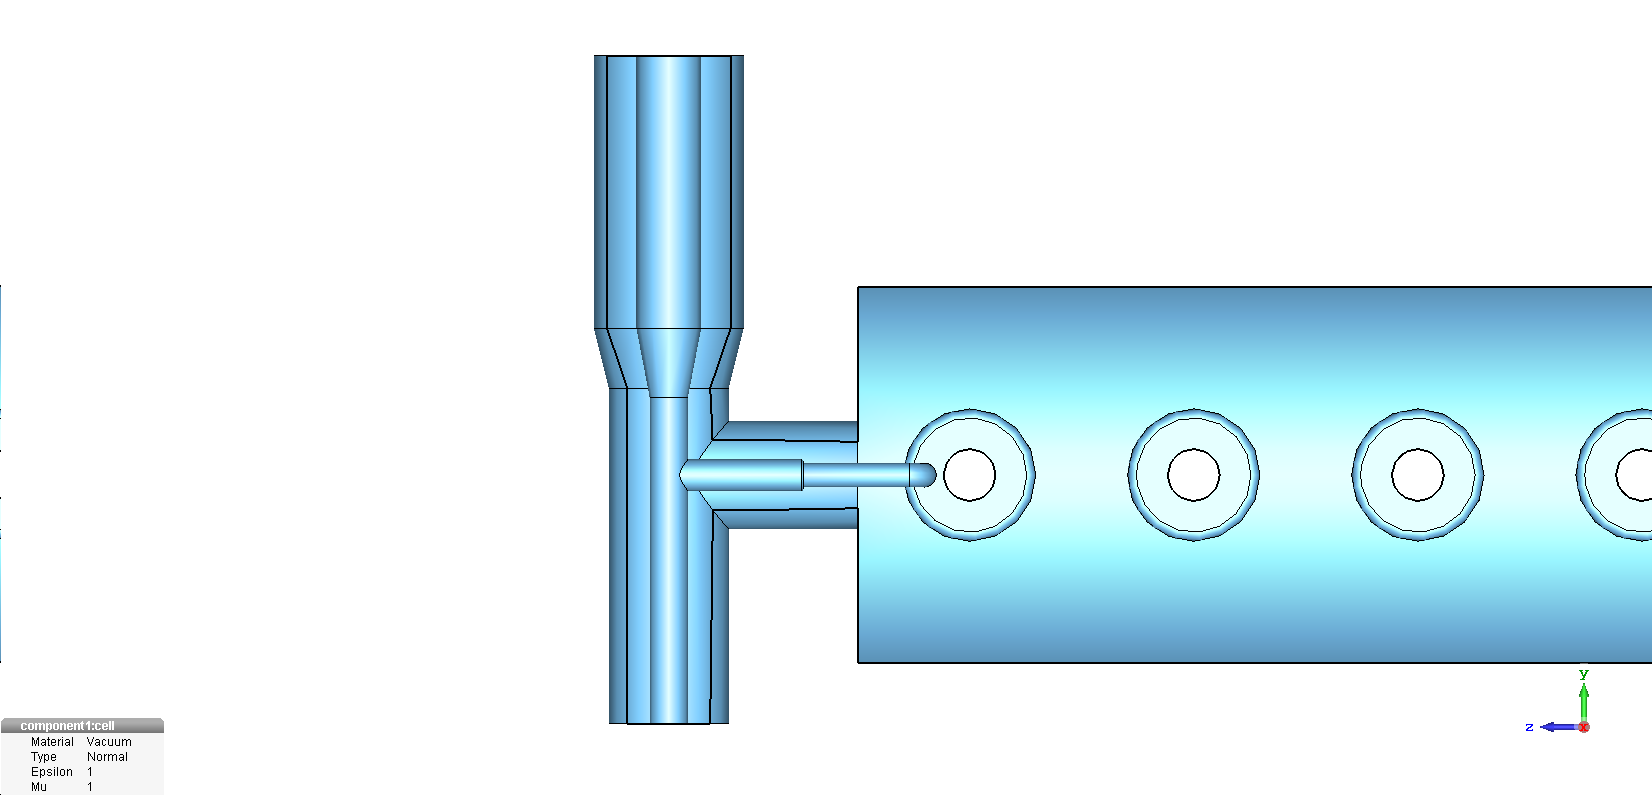 y
z
x
component1:cell
Material Vacuum
Type Normal
Epsilon 1
Mu 1